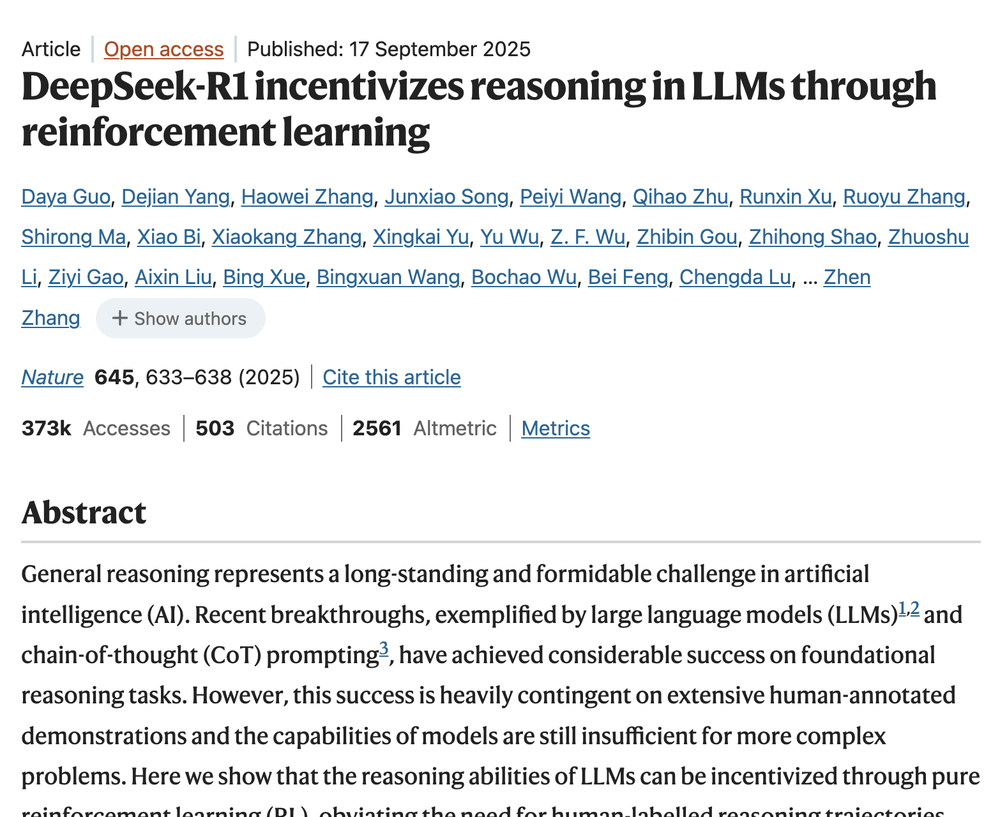 Article | Open access | Published: 17 September 2025
DeepSeek-R1 incentivizes reasoning in LLMs through
reinforcement learning
Daya Guo, Dejian Yang, Haowei Zhang, Junxiao Song, Peiyi Wang, Qihao Zhu, Runxin Xu, Ruoyu Zhang,
Shirong Ma, Xiao Bi, Xiaokang Zhang, Xingkai Yu, Yu Wu, Z. F. Wu, Zhibin Gou, Zhihong Shao, Zhuoshu
Li, Ziyi Gao, Aixin Liu, Bing Xue, Bingxuan Wang, Bochao Wu, Bei Feng, Chengda Lu, ... Zhen
Zhang + Show authors
Nature 645, 633–638 (2025) | Cite this article
373k Accesses | 503 Citations | 2561 Altmetric | Metrics
Abstract
General reasoning represents a long-standing and formidable challenge in artificial
intelligence (AI). Recent breakthroughs, exemplified by large language models (LLMs)1,2 and
chain-of-thought (CoT) prompting3, have achieved considerable success on foundational
reasoning tasks. However, this success is heavily contingent on extensive human-annotated
demonstrations and the capabilities of models are still insufficient for more complex
problems. Here we show that the reasoning abilities of LLMs can be incentivized through pure
reinforcement learning (RL), obviating the need for human-labelled reasoning trajectories.